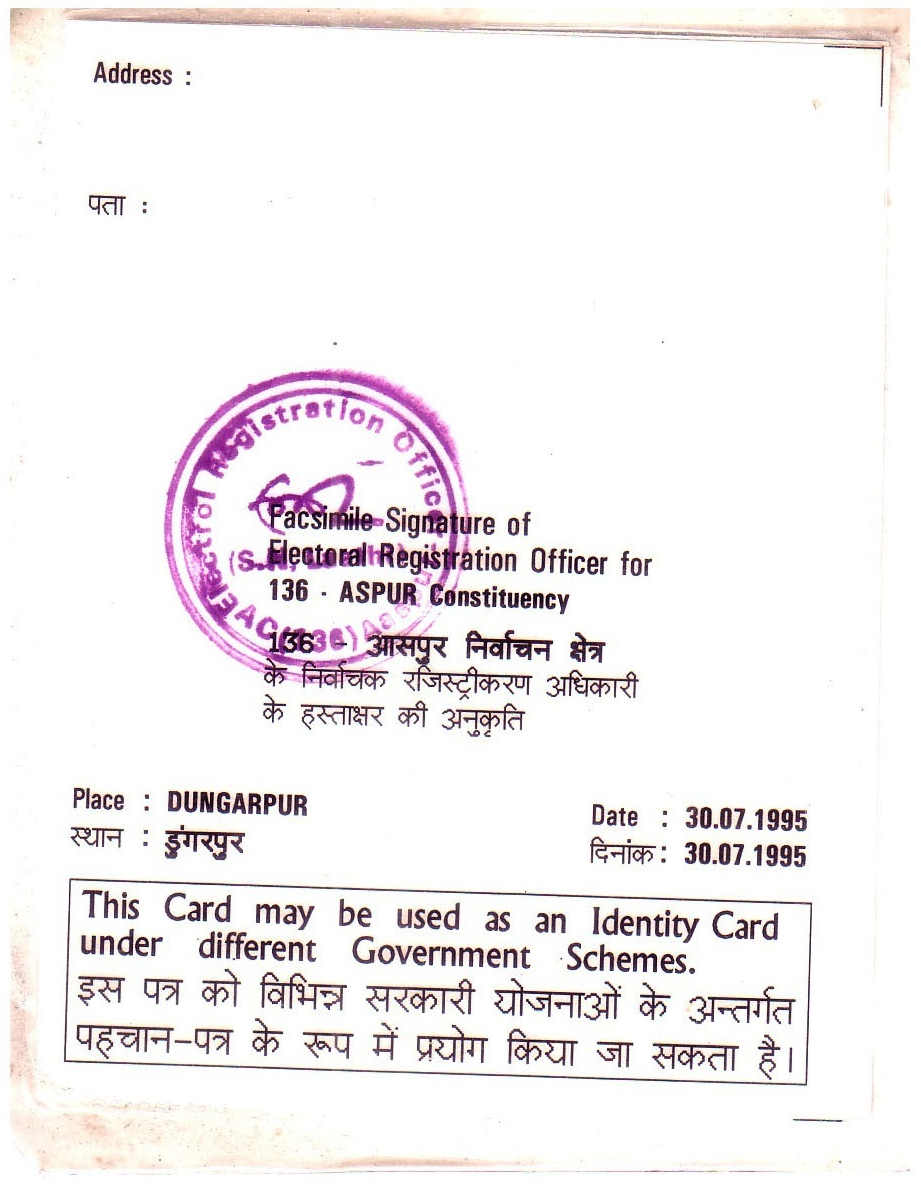 Address :
पता :
Electrol Registration Officer
AC(136) Aaspur
Facsimile Signature of
Electoral Registration Officer for
136 - ASPUR Constituency
136 - आसपुर निर्वाचन क्षेत्र
के निर्वाचक रजिस्ट्रीकरण अधिकारी
के हस्ताक्षर की अनुकृति
Place : DUNGARPUR
स्थान : डुंगरपुर
Date : 30.07.1995
दिनांक : 30.07.1995
This Card may be used as an Identity Card
under different Government Schemes.
इस पत्र को विभिन्न सरकारी योजनाओं के अन्तर्गत
पहचान-पत्र के रूप में प्रयोग किया जा सकता है।